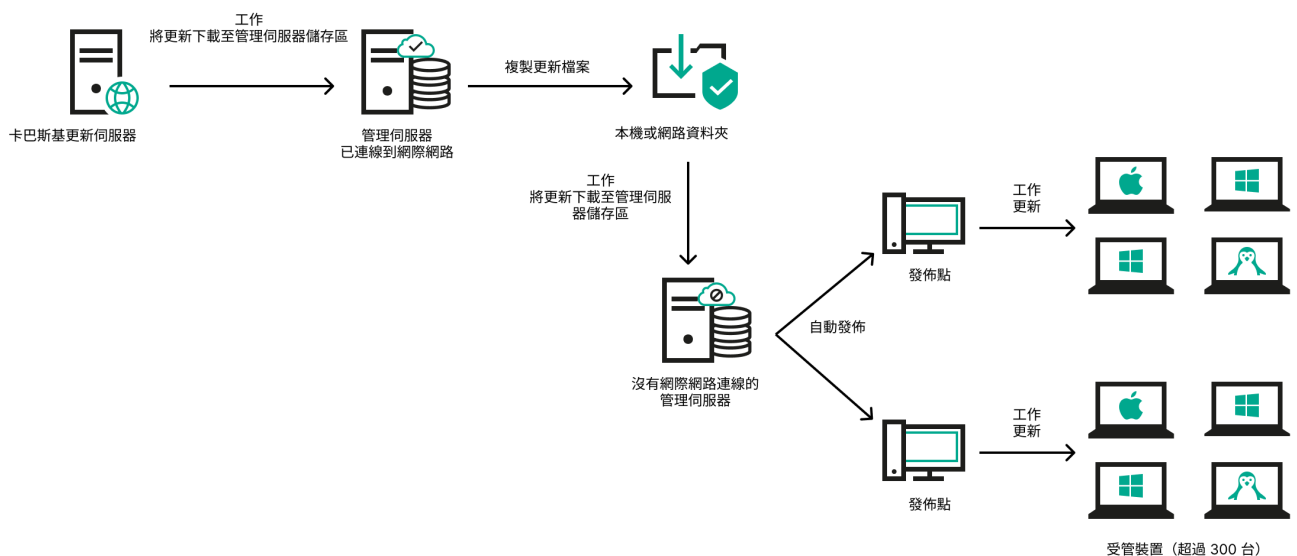 工作
將更新下載至管理伺服器儲存區
卡巴斯基更新伺服器
管理伺服器
已連線到網際網路
複製更新檔案
本機或網路資料夾
工作
將更新下載至管理伺服
器儲存區
沒有網際網路連線的
管理伺服器
自動發佈
發佈點
工作
更新
發佈點
工作
更新
受管裝置（超過 300 台）